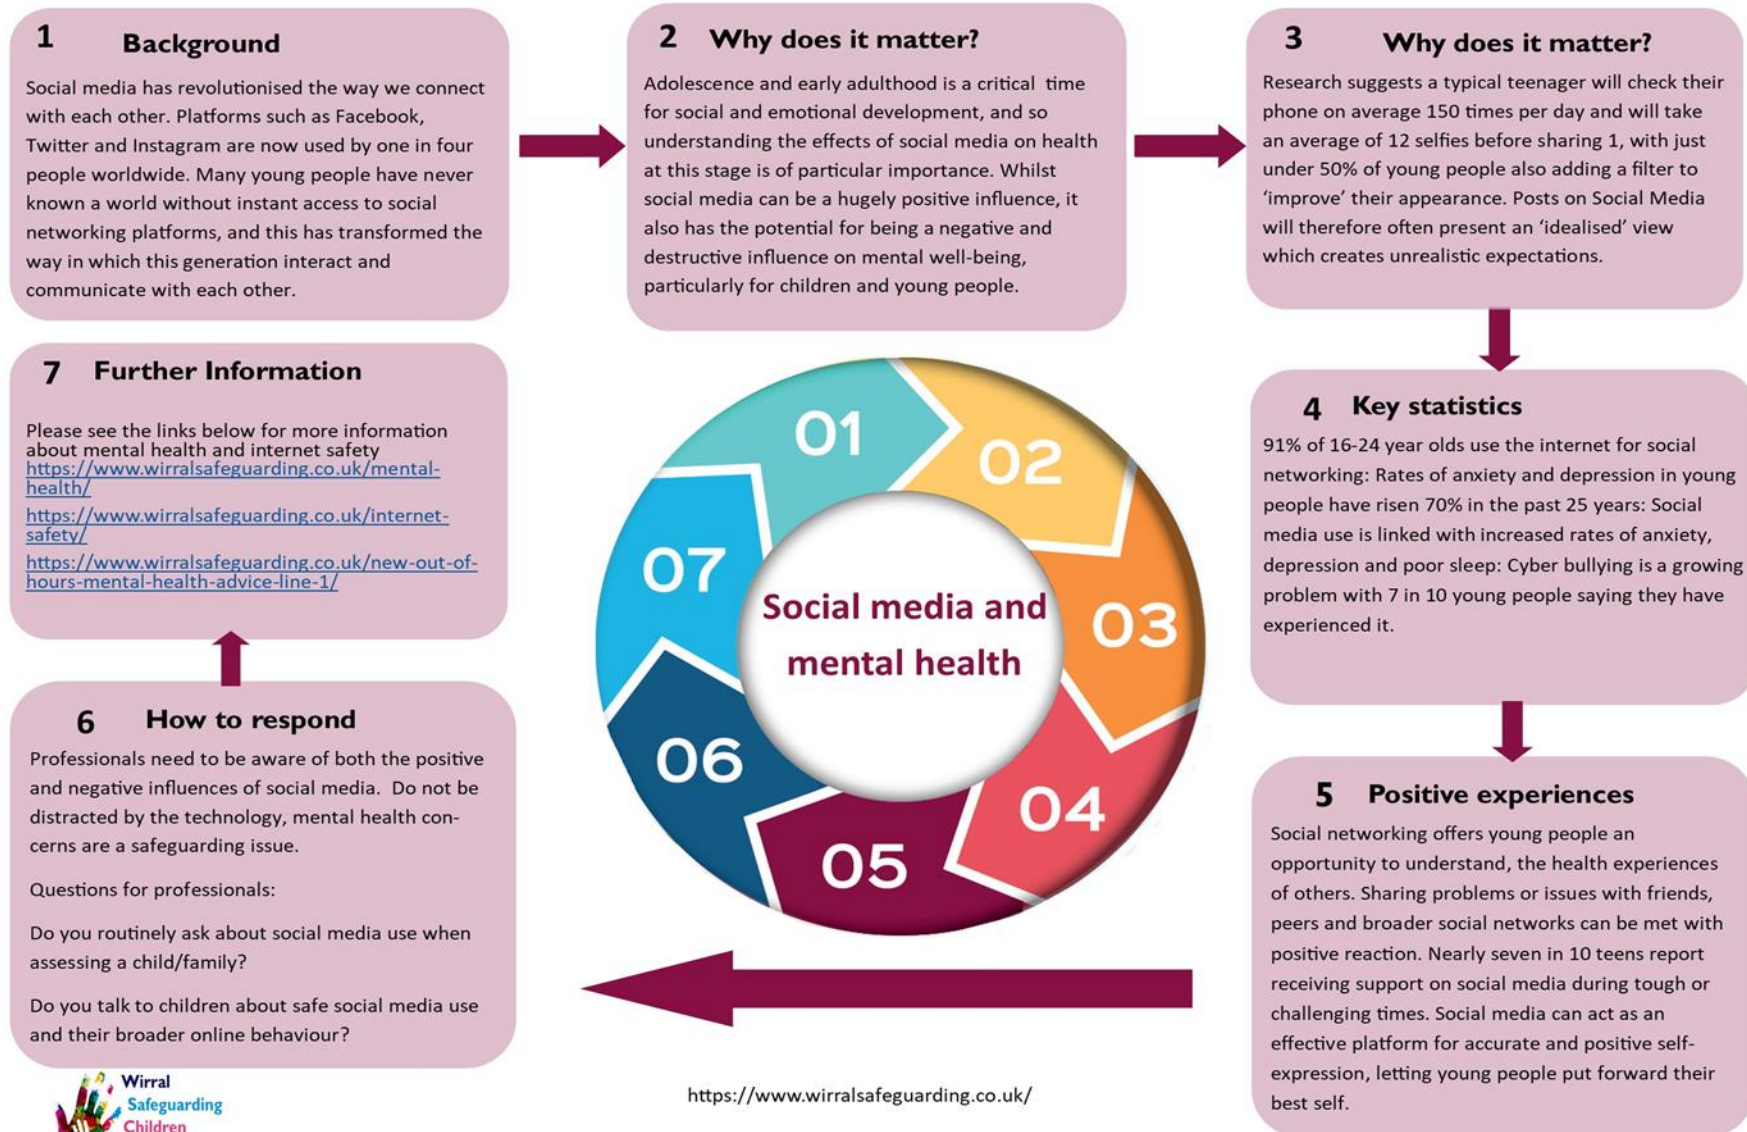 1 Background
Social media has revolutionised the way we connect
with each other. Platforms such as Facebook,
Twitter and Instagram are now used by one in four
people worldwide. Many young people have never
known a world without instant access to social
networking platforms, and this has transformed the
way in which this generation interact and
communicate with each other.
2 Why does it matter?
Adolescence and early adulthood is a critical time
for social and emotional development, and so
understanding the effects of social media on health
at this stage is of particular importance. Whilst
social media can be a hugely positive influence, it
also has the potential for being a negative and
destructive influence on mental well-being,
particularly for children and young people.
3 Why does it matter?
Research suggests a typical teenager will check their
phone on average 150 times per day and will take
an average of 12 selfies before sharing 1, with just
under 50% of young people also adding a filter to
‘improve’ their appearance. Posts on Social Media
will therefore often present an ‘idealised’ view
which creates unrealistic expectations.
4 Key statistics
91% of 16-24 year olds use the internet for social
networking: Rates of anxiety and depression in young
people have risen 70% in the past 25 years: Social
media use is linked with increased rates of anxiety,
depression and poor sleep: Cyber bullying is a growing
problem with 7 in 10 young people saying they have
experienced it.
5 Positive experiences
Social networking offers young people an
opportunity to understand, the health experiences
of others. Sharing problems or issues with friends,
peers and broader social networks can be met with
positive reaction. Nearly seven in 10 teens report
receiving support on social media during tough or
challenging times. Social media can act as an
effective platform for accurate and positive self-
expression, letting young people put forward their
best self.
6 How to respond
Professionals need to be aware of both the positive
and negative influences of social media. Do not be
distracted by the technology, mental health con-
cerns are a safeguarding issue.
Questions for professionals:
Do you routinely ask about social media use when
assessing a child/family?
Do you talk to children about safe social media use
and their broader online behaviour?
7 Further Information
Please see the links below for more information
about mental health and internet safety
https://www.wirralsafeguarding.co.uk/mental-
health/
https://www.wirralsafeguarding.co.uk/internet-
safety/
https://www.wirralsafeguarding.co.uk/new-out-of-
hours-mental-health-advice-line-1/
01
02
03
04
05
06
07
Social media and
mental health
Wirral
Safeguarding
Children
https://www.wirralsafeguarding.co.uk/